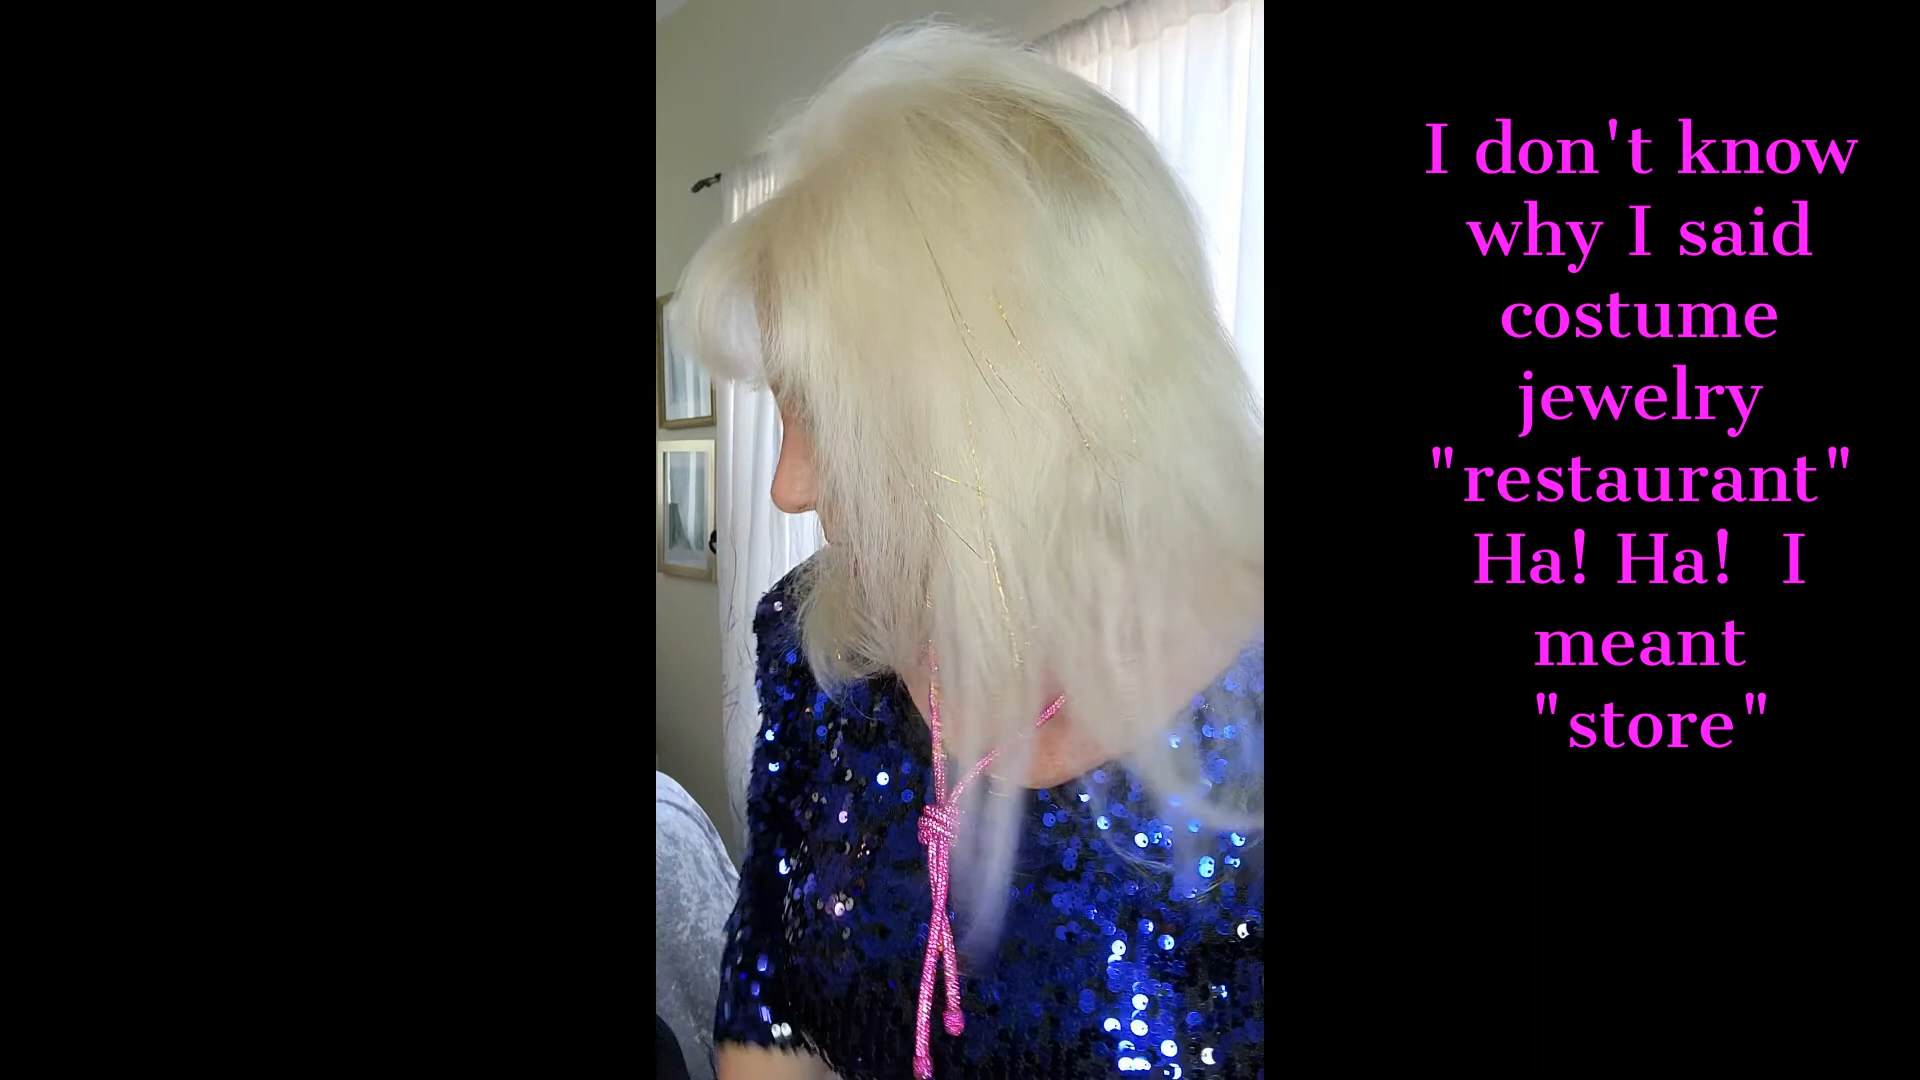 I don't know
why I said
costume
jewelry
"restaurant"
Ha! Ha!  I
meant
"store"